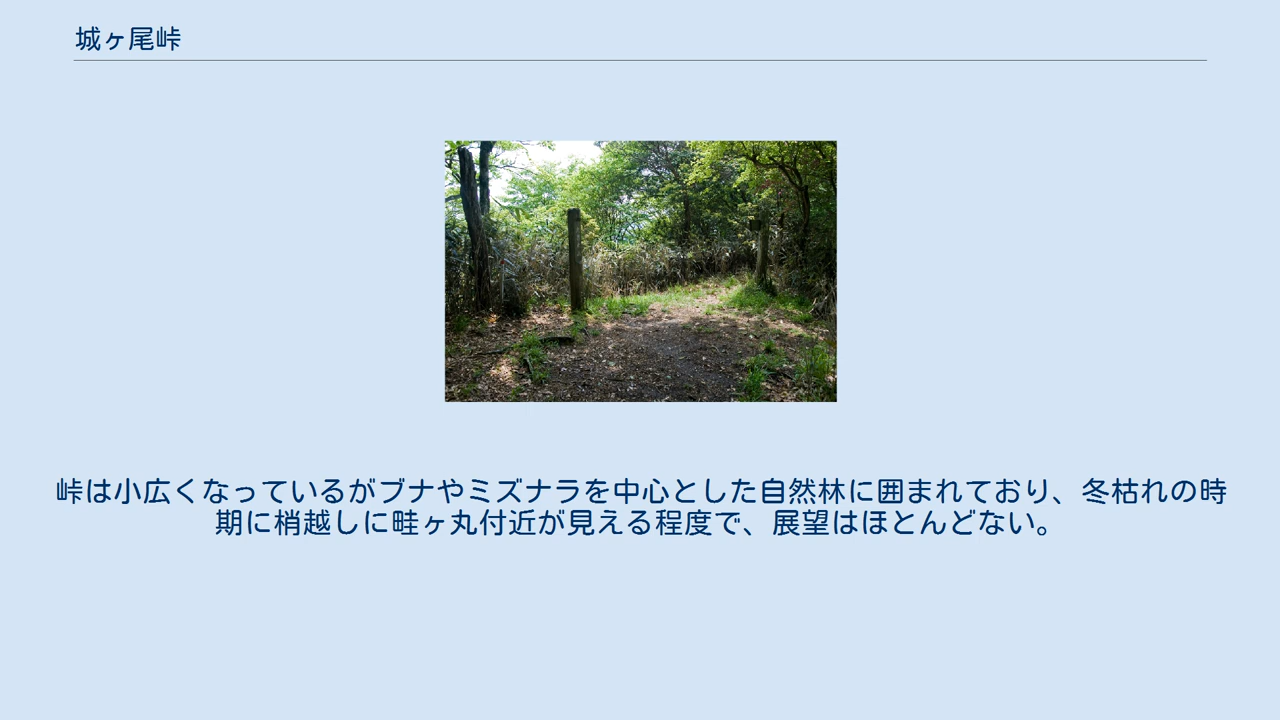 城ヶ尾峠
峠は小広くなっているがブナやミズナラを中心とした自然林に囲まれており、冬枯れの時
期に梢越しに畦ヶ丸付近が見える程度で、展望はほとんどない。